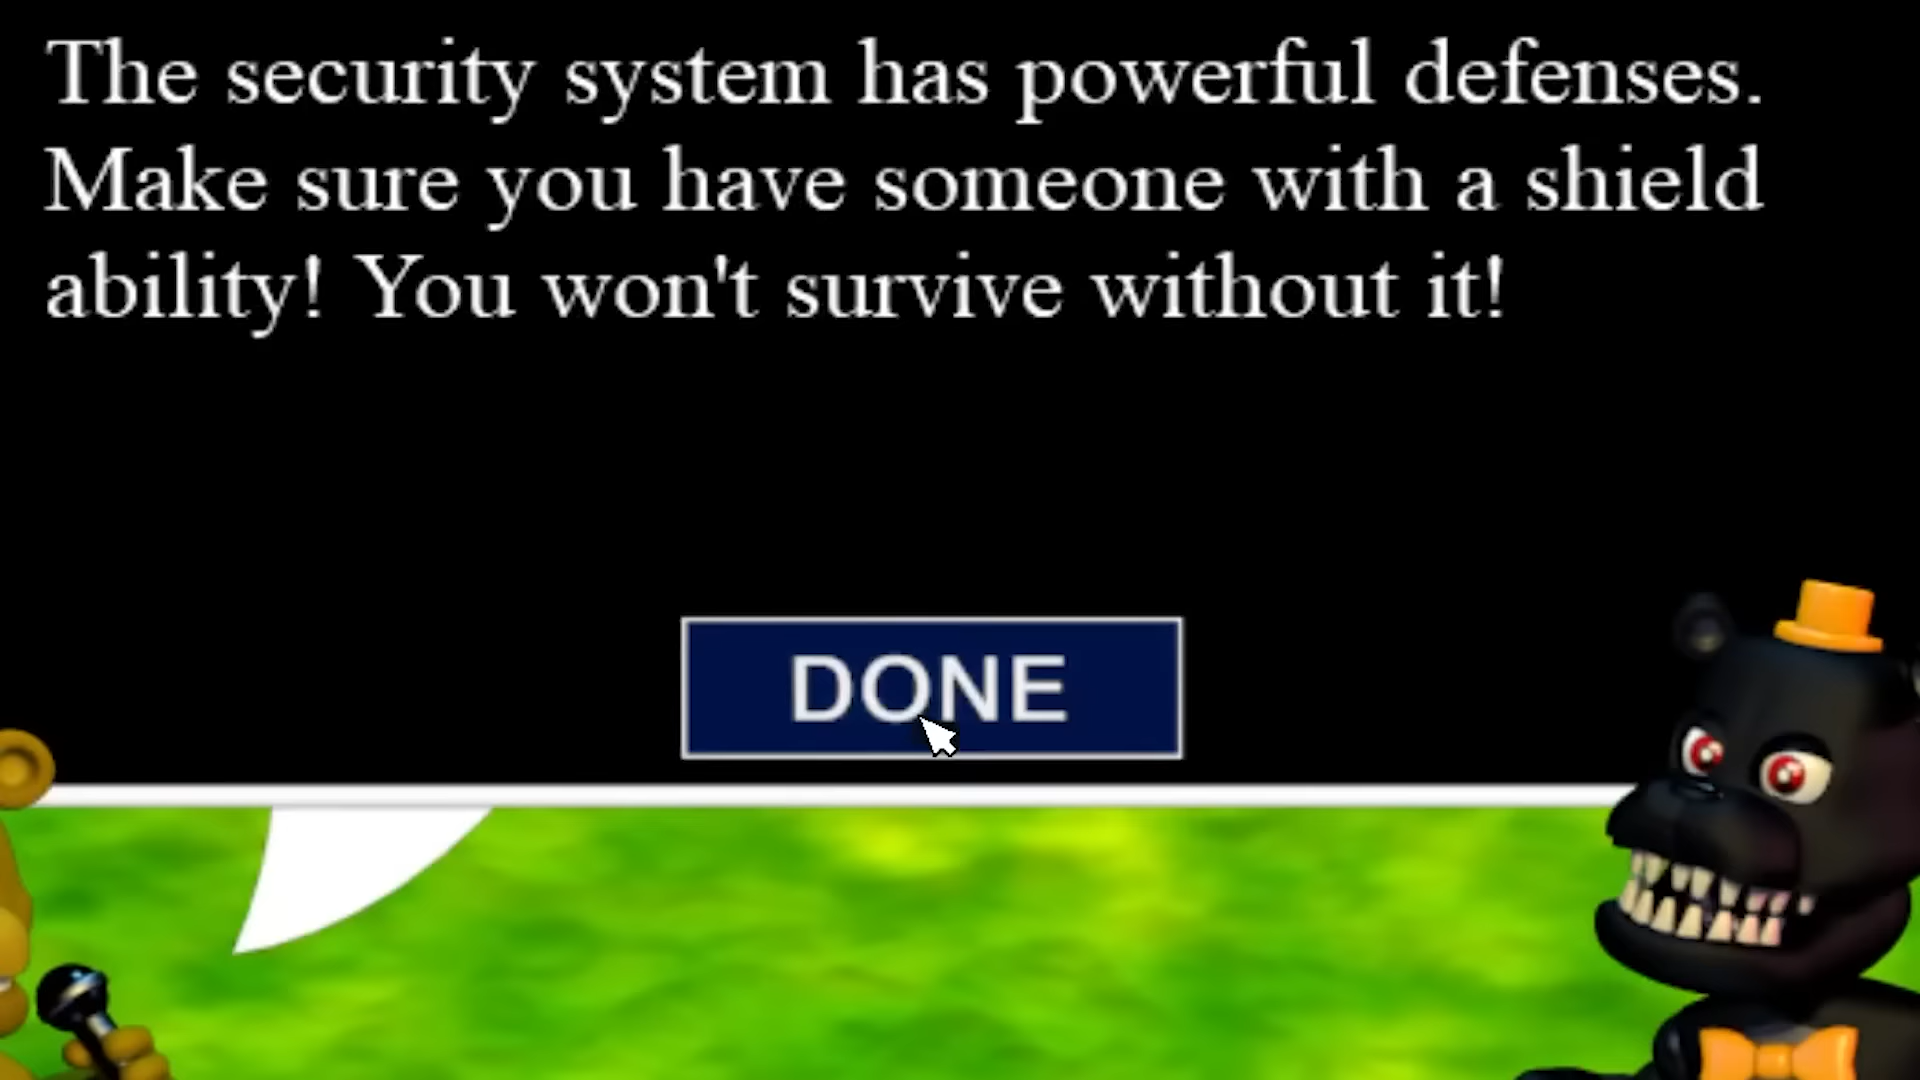 The security system has powerful defenses.
Make sure you have someone with a shield
ability! You won't survive without it!
DONE